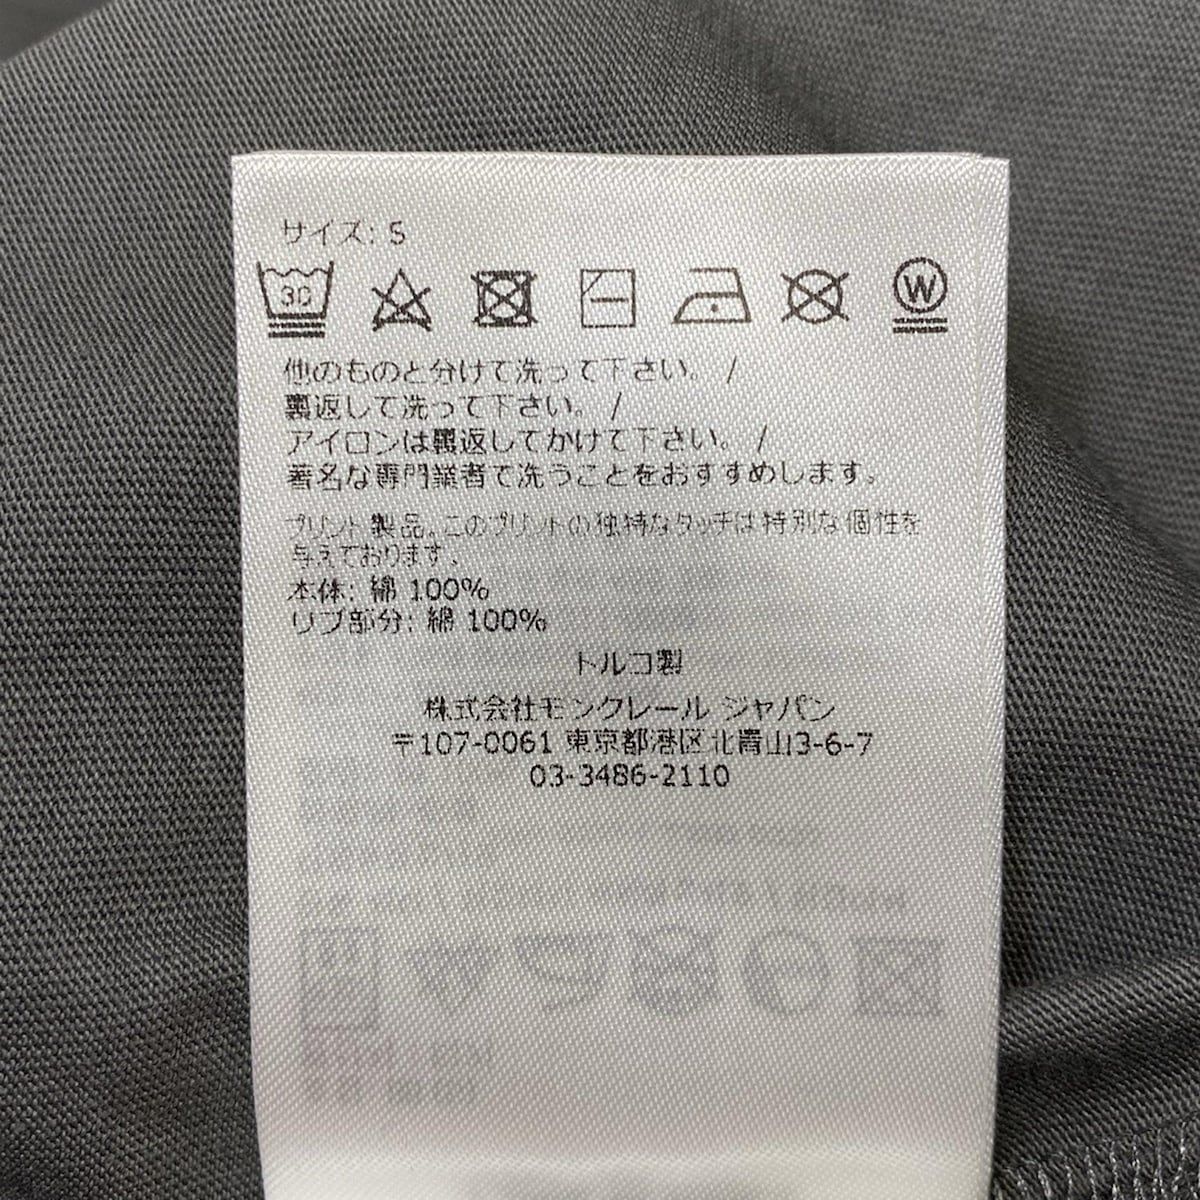 サイズ: S
30
W
他のものと分けて洗って下さい。 /
裏返して洗って下さい。 /
アイロンは裏返してかけて下さい。 /
著名な専門業者で洗うことをおすすめします。
プリント製品。このプリントの独特なタッチは特別な個性を
与えております。
本体: 綿 100%
リブ部分: 綿 100%
トルコ製
株式会社モンクレール ジャパン
〒107-0061 東京都港区北青山3-6-7
03-3486-2110